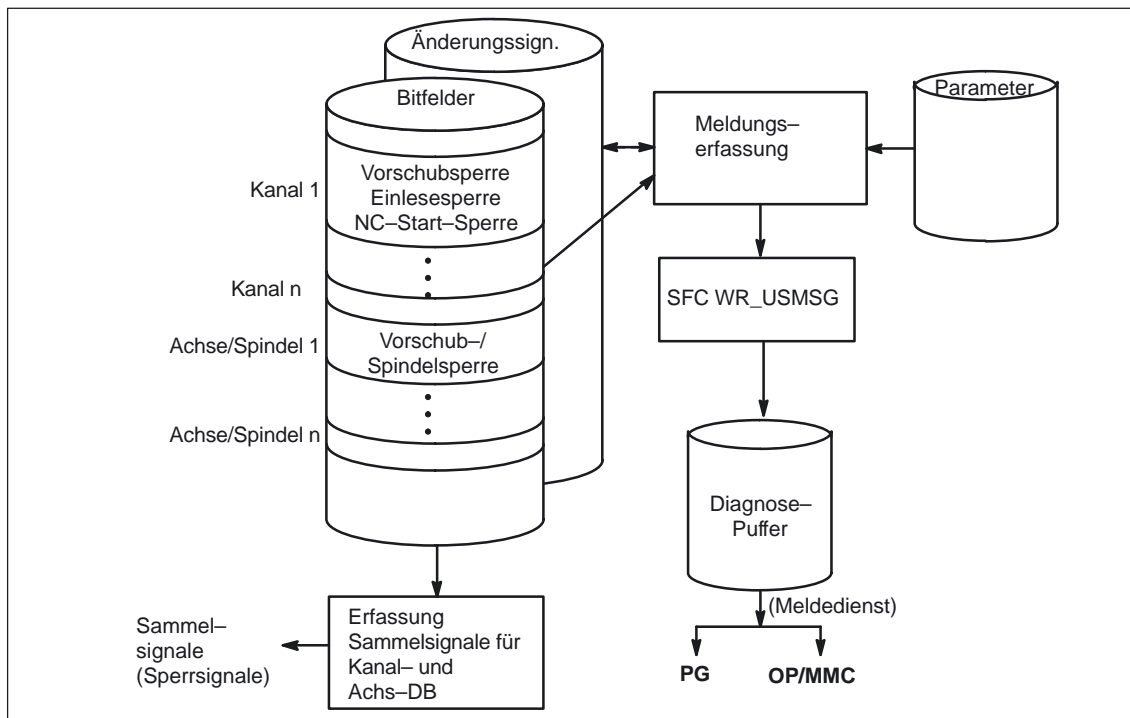 Änderungssign.
Bitfelder
Parameter
Meldungs–
erfassung
Kanal 1
Vorschubsperre
Einlesesperre
NC–Start–Sperre
Kanal n
SFC WR_USMSG
Achse/Spindel 1
Vorschub–/
Spindelsperre
Achse/Spindel n
Diagnose–
Puffer
(Meldedienst)
Sammel–
signale
(Sperrsignale)
Erfassung
Sammelsignale für
Kanal– und
Achs–DB
PG
OP/MMC